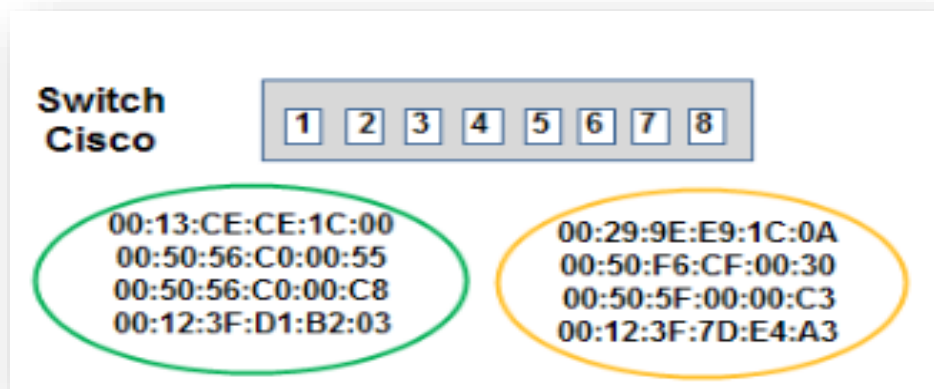 Switch
Cisco
1 2 3 4 5 6 7 8
00:13:CE:CE:1C:00
00:50:56:C0:00:55
00:50:56:C0:00:C8
00:12:3F:D1:B2:03
00:29:9E:E9:1C:0A
00:50:F6:CF:00:30
00:50:5F:00:00:C3
00:12:3F:7D:E4:A3